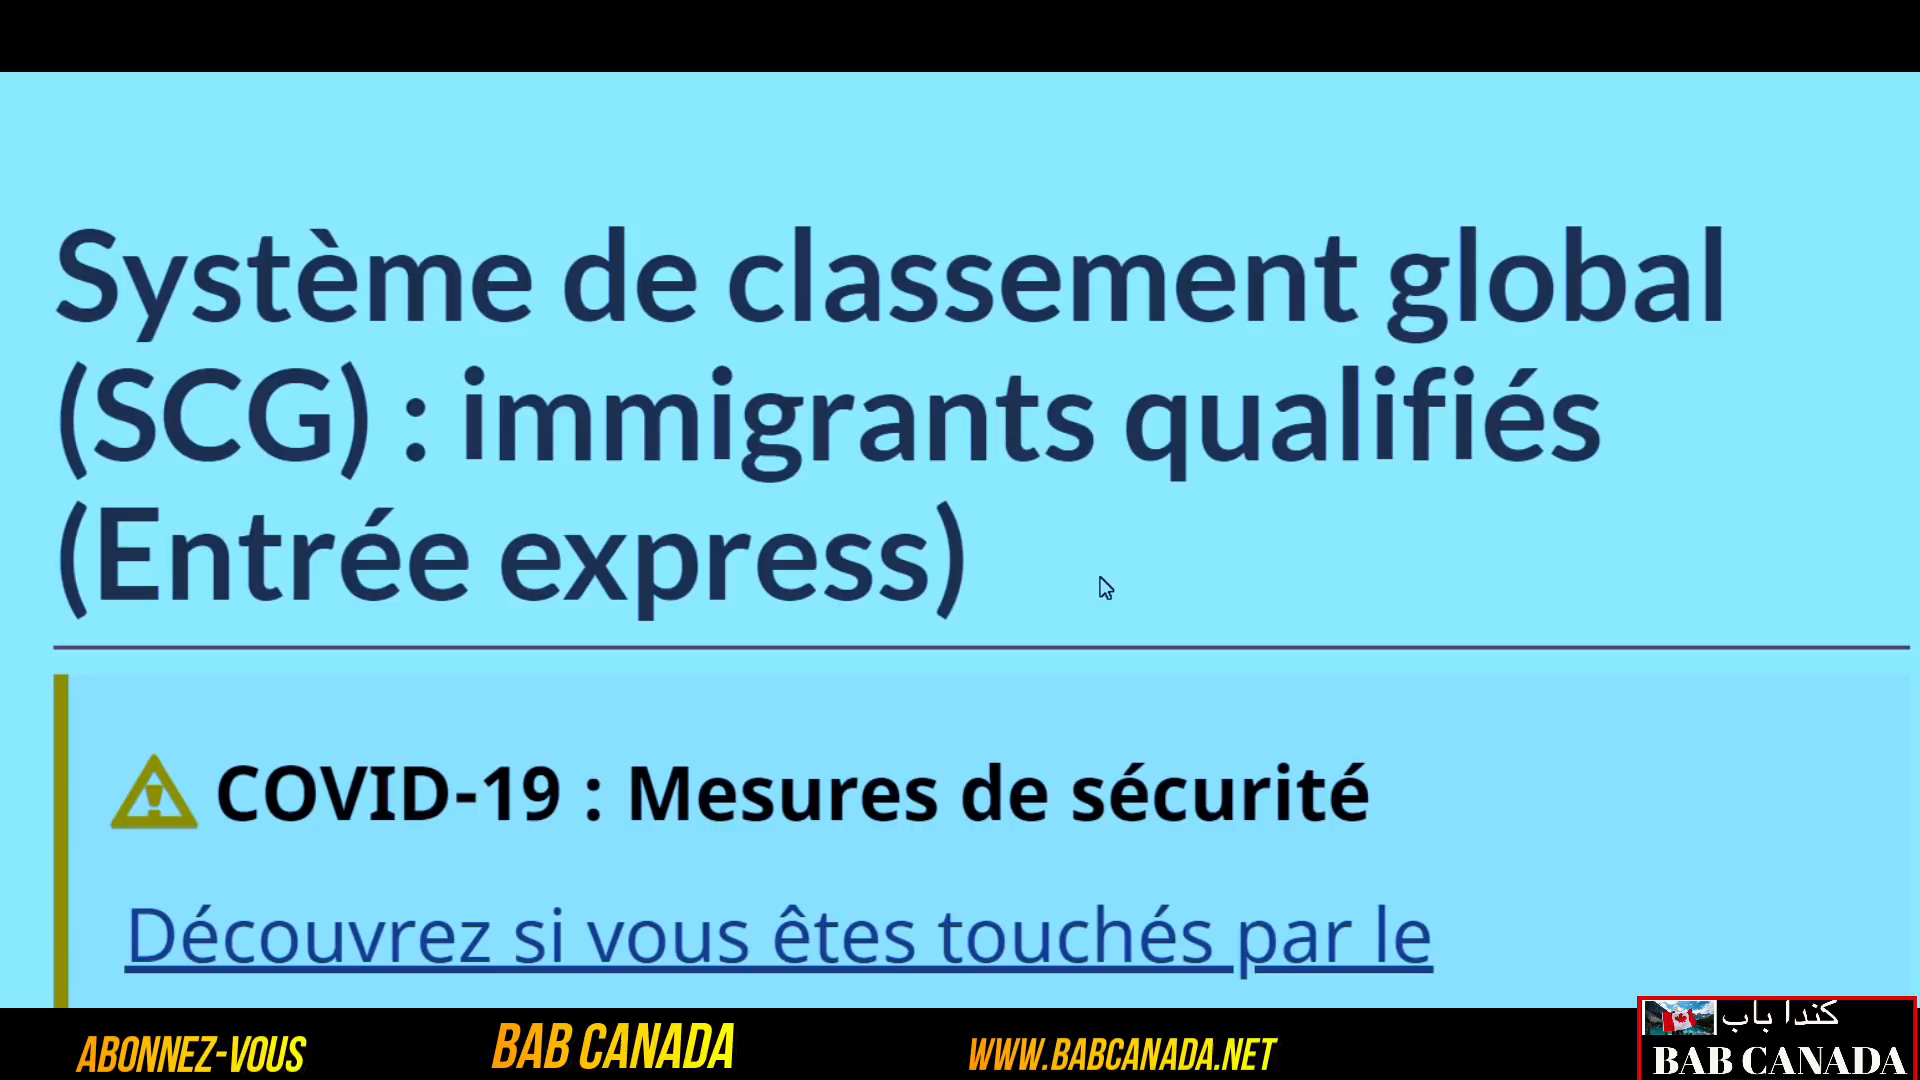 Système de classement global
(SCG) : immigrants qualifiés
(Entrée express)
COVID-19 : Mesures de sécurité
Découvrez si vous êtes touchés par le
ABONNEZ-VOUS
BAB CANADA
WWW.BABCANADA.NET
كندا باب
BAB CANADA